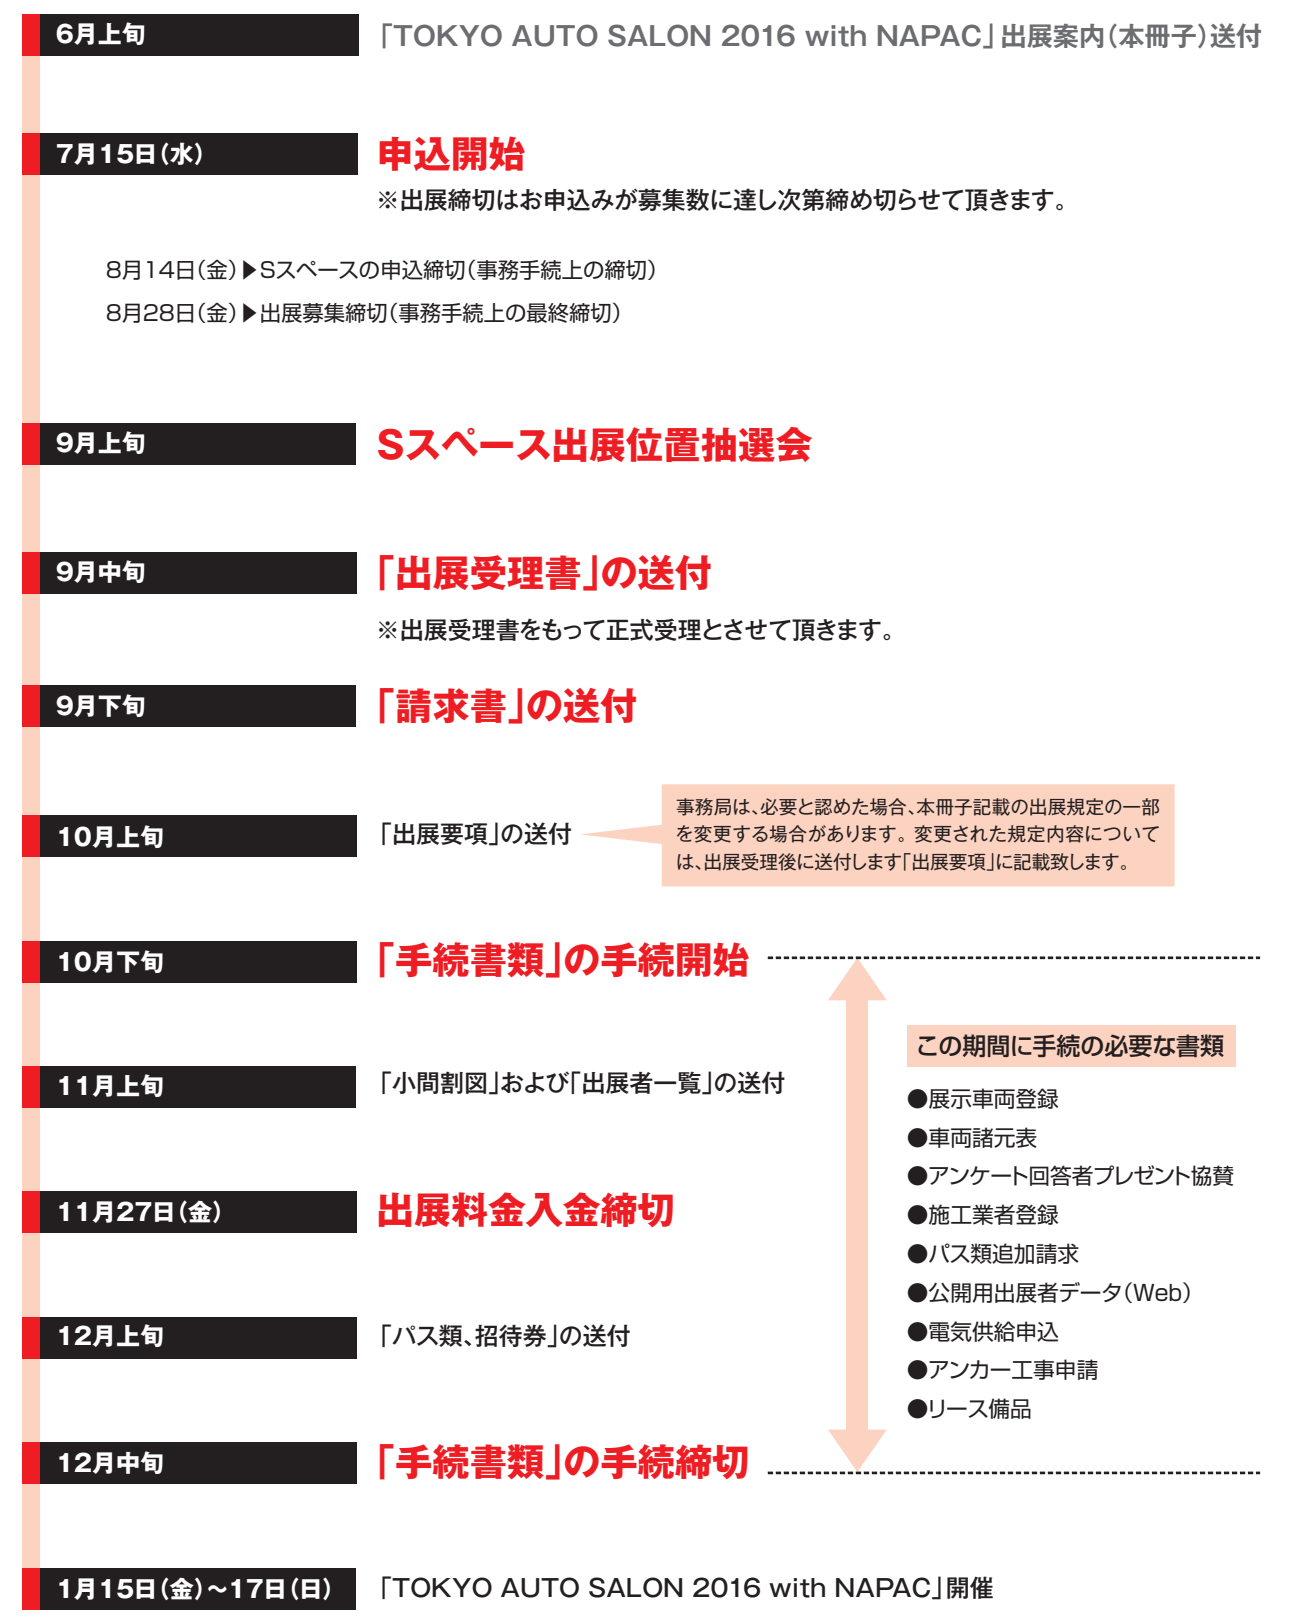 6月上旬
「TOKYO AUTO SALON 2016 with NAPAC」出展案内(本冊子)送付
7月15日(水)
申込開始
※出展締切はお申込みが募集数に達し次第締め切らせて頂きます。
8月14日(金)▶Sスペースの申込締切(事務手続上の締切)
8月28日(金)▶出展募集締切(事務手続上の最終締切)
9月上旬
Sスペース出展位置抽選会
9月中旬
「出展受理書」の送付
※出展受理書をもって正式受理とさせて頂きます。
9月下旬
「請求書」の送付
10月上旬
「出展要項」の送付
事務局は、必要と認めた場合、本冊子記載の出展規定の一部
を変更する場合があります。変更された規定内容について
は、出展受理後に送付します「出展要項」に記載致します。
10月下旬
「手続書類」の手続開始
11月上旬
「小間割図」および「出展者一覧」の送付
11月27日(金)
出展料金入金締切
12月上旬
「パス類、招待券」の送付
12月中旬
「手続書類」の手続締切
この期間に手続の必要な書類
●展示車両登録
●車両諸元表
●アンケート回答者プレゼント協賛
●施工業者登録
●パス類追加請求
●公開用出展者データ(Web)
●電気供給申込
●アンカー工事申請
●リース備品
1月15日(金)～17日(日)
「TOKYO AUTO SALON 2016 with NAPAC」開催